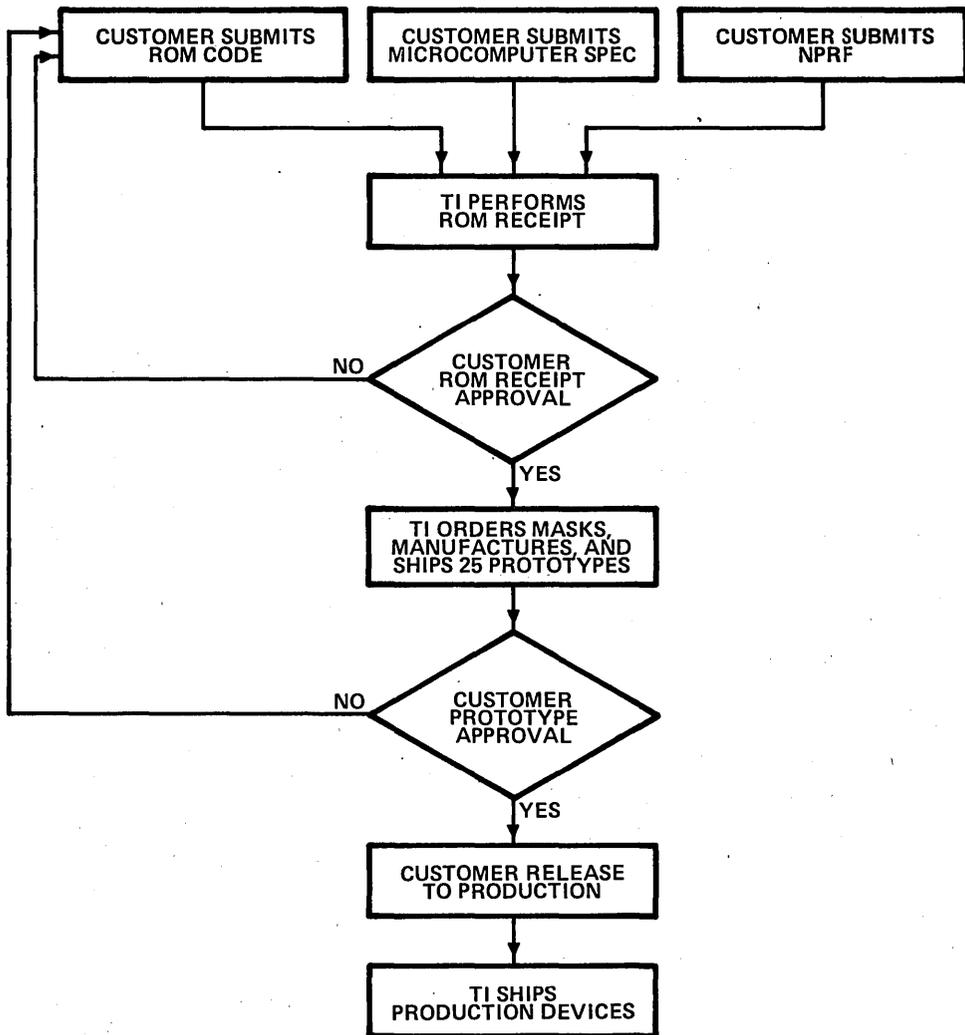 CUSTOMER SUBMITS
ROM CODE
CUSTOMER SUBMITS
MICROCOMPUTER SPEC
CUSTOMER SUBMITS
NPRF
TI PERFORMS
ROM RECEIPT
CUSTOMER
ROM RECEIPT
APPROVAL
NO
YES
TI ORDERS MASKS,
MANUFACTURES, AND
SHIPS 25 PROTOTYPES
CUSTOMER
PROTOTYPE
APPROVAL
NO
YES
CUSTOMER RELEASE
TO PRODUCTION
TI SHIPS
PRODUCTION DEVICES